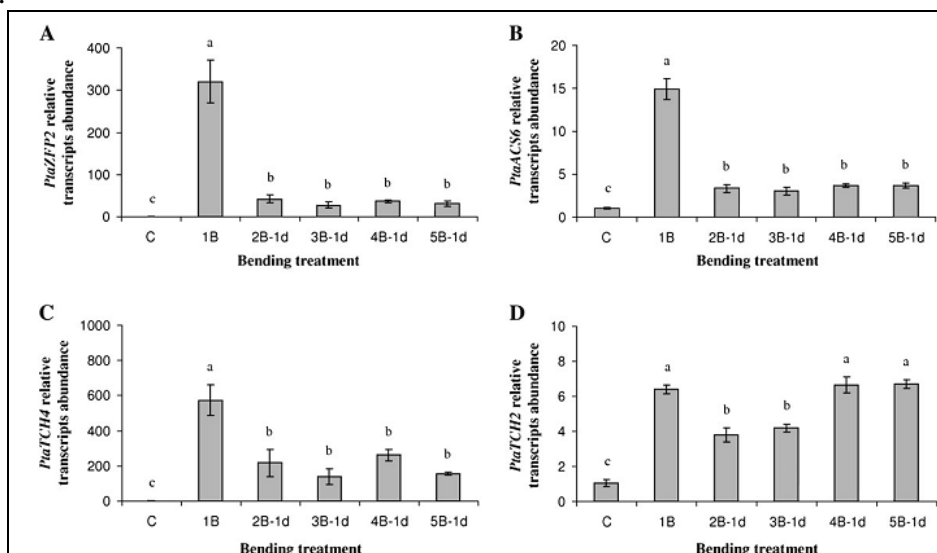 A
PtaZFP2 relative
transcripts abundance
400
300
200
100
0
c
a
b
b
b
b
C 1B 2B-1d 3B-1d 4B-1d 5B-1d
Bending treatment
B
PtaACS6 relative
transcripts abundance
20
15
10
5
0
c
a
b
b
b
b
C 1B 2B-1d 3B-1d 4B-1d 5B-1d
Bending treatment
C
PtaTCH4 relative
transcripts abundance
1000
800
600
400
200
0
c
a
b
b
b
b
C 1B 2B-1d 3B-1d 4B-1d 5B-1d
Bending treatment
D
PtaTCH2 relative
transcripts abundance
10
8
6
4
2
0
c
a
b
b
a
a
C 1B 2B-1d 3B-1d 4B-1d 5B-1d
Bending treatment